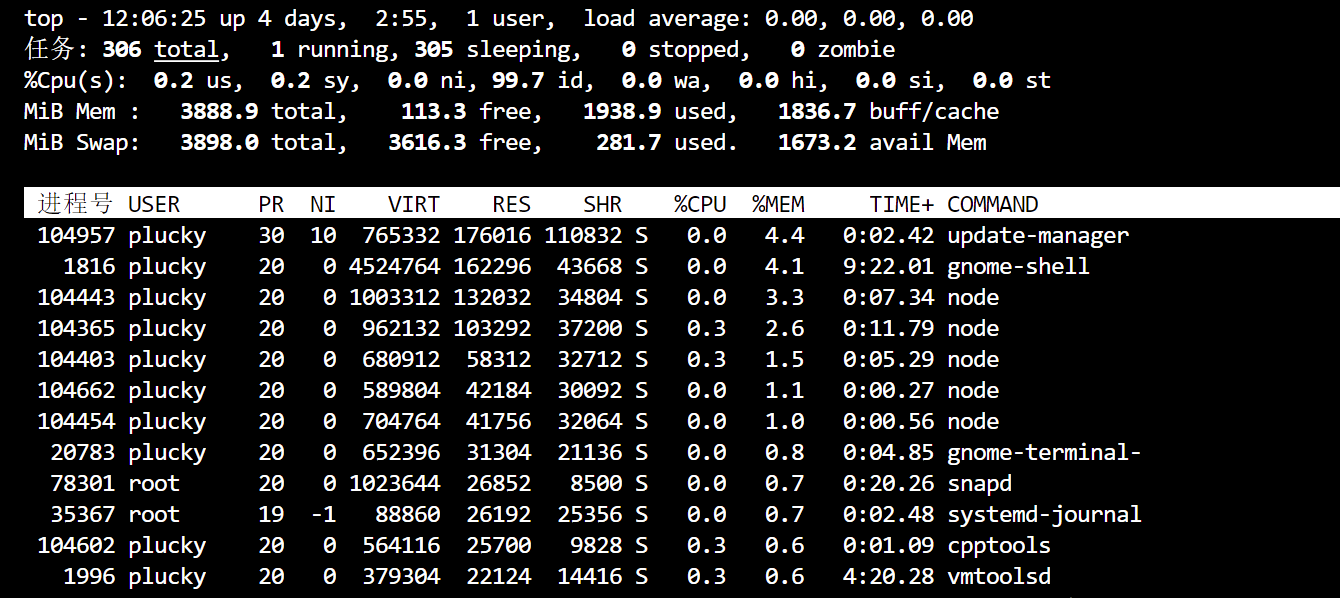 top - 12:06:25 up 4 days,  2:55,  1 user,  load average: 0.00, 0.00, 0.00
任务: 306 total,   1 running, 305 sleeping,   0 stopped,   0 zombie
%Cpu(s):  0.2 us,  0.2 sy,  0.0 ni, 99.7 id,  0.0 wa,  0.0 hi,  0.0 si,  0.0 st
MiB Mem :   3888.9 total,    113.3 free,   1938.9 used,   1836.7 buff/cache
MiB Swap:   3898.0 total,   3616.3 free,    281.7 used.   1673.2 avail Mem
进程号 USER      PR  NI    VIRT    RES    SHR    %CPU  %MEM     TIME+ COMMAND
104957 plucky    30  10  765332 176016 110832 S   0.0   4.4   0:02.42 update-manager
1816 plucky    20   0 4524764 162296  43668 S   0.0   4.1   9:22.01 gnome-shell
104443 plucky    20   0 1003312 132032  34804 S   0.0   3.3   0:07.34 node
104365 plucky    20   0  962132 103292  37200 S   0.3   2.6   0:11.79 node
104403 plucky    20   0  680912  58312  32712 S   0.3   1.5   0:05.29 node
104662 plucky    20   0  589804  42184  30092 S   0.0   1.1   0:00.27 node
104454 plucky    20   0  704764  41756  32064 S   0.0   1.0   0:00.56 node
20783 plucky    20   0  652396  31304  21136 S   0.0   0.8   0:04.85 gnome-terminal-
78301 root      20   0 1023644  26852   8500 S   0.0   0.7   0:20.26 snapd
35367 root      19  -1   88860  26192  25356 S   0.0   0.7   0:02.48 systemd-journal
104602 plucky    20   0  564116  25700   9828 S   0.3   0.6   0:01.09 cpptools
1996 plucky    20   0  379304  22124  14416 S   0.3   0.6   4:20.28 vmtoolsd